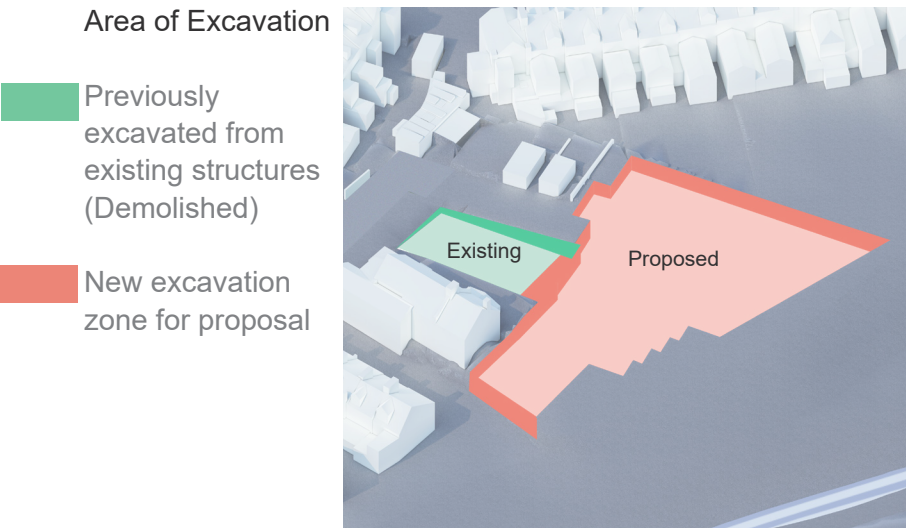 Area of Excavation
Previously
excavated from
existing structures
(Demolished)
New excavation
zone for proposal
Existing
Proposed